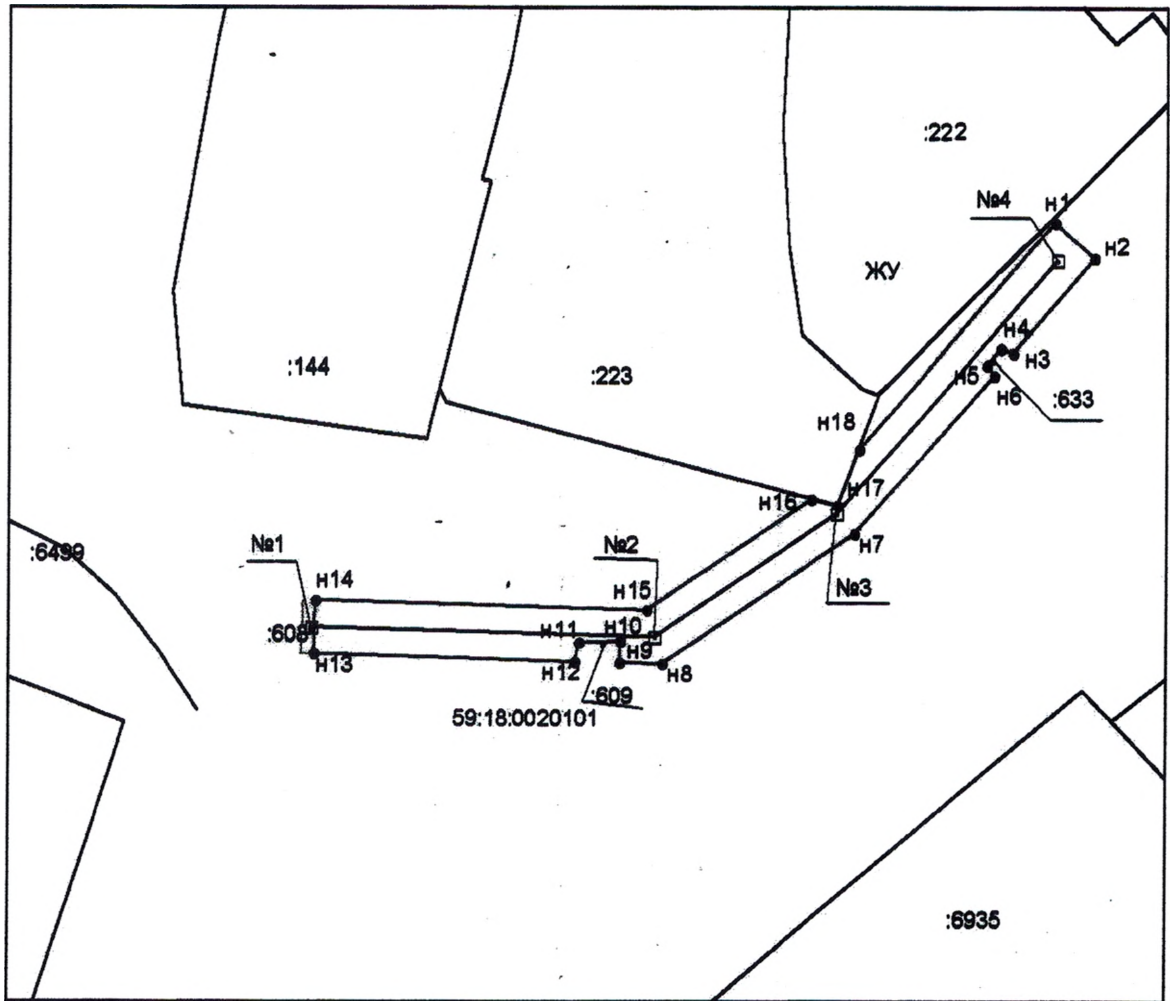 :222
н1
№4
н2
ЖУ
н4
н3
:144
:223
н5
н6
:633
н18
н17
н16
:6499
№1
№2
н7
н14
н15
№3
н10
н11
:608
н9
н13
н12
н8
:609
59:18:0020101
:6935